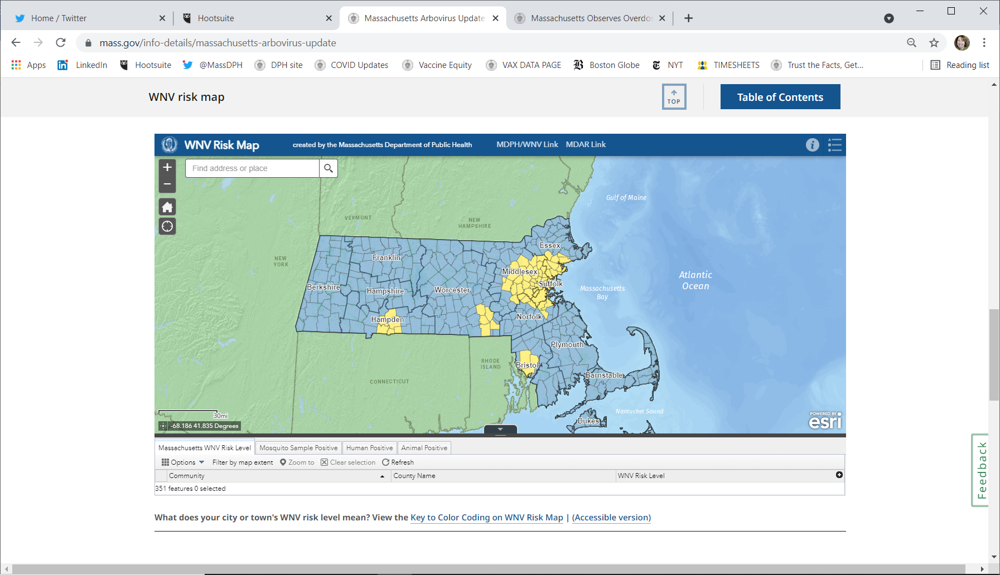 Home / Twitter
Hootsuite
Massachusetts Arbovirus Update
Massachusetts Observes Overdos
mass.gov/info-details/massachusetts-arbovirus-update
Apps
LinkedIn
Hootsuite
@MassDPH
DPH site
COVID Updates
Vaccine Equity
VAX DATA PAGE
Boston Globe
NYT
TIMESHEETS
Trust the Facts, Get...
Reading list
WNV risk map
TOP
Table of Contents
WNV Risk Map
created by the Massachusetts Department of Public Health
MDPH/WNV Link
MDAR Link
Find address or place
Gulf of Maine
VERMONT
NEW
HAMPSHIRE
Essex
Franklin
NEW
YORK
Middlesex
Atlantic
Ocean
Berkshire
Hampshire
Worcester
Suffolk
Massachusetts
Bay
Hampden
Norfolk
Plymouth
RHODE
ISLAND
Bristol
CONNECTICUT
Barnstable
Nantucket Sound
Dukes
30mi
-68.186 41.835 Degrees
POWERED BY
esri
Massachusetts WNV Risk Level
Mosquito Sample Positive
Human Positive
Animal Positive
Options
Filter by map extent
Zoom to
Clear selection
Refresh
Community
County Name
WNV Risk Level
351 features 0 selected
Feedback
What does your city or town's WNV risk level mean? View the Key to Color Coding on WNV Risk Map | (Accessible version)